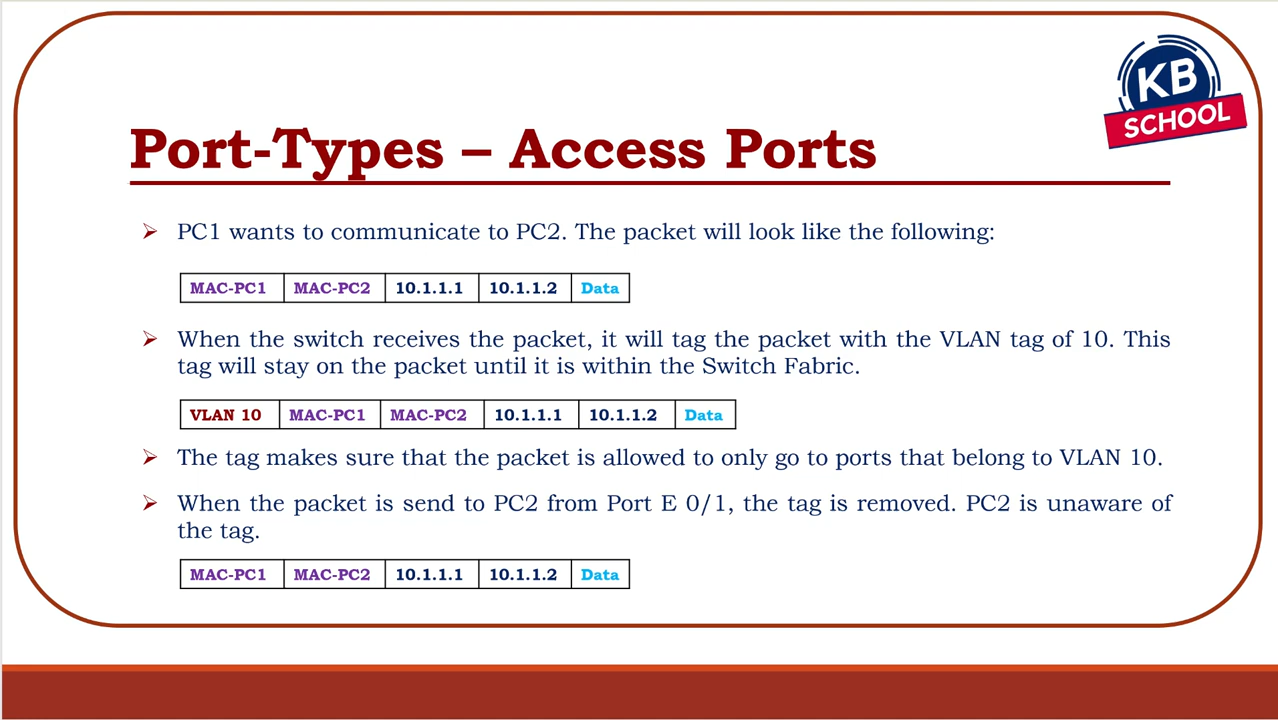 KB
SCHOOL
Port-Types – Access Ports
➢ PC1 wants to communicate to PC2. The packet will look like the following:
MAC-PC1 MAC-PC2 10.1.1.1 10.1.1.2 Data
➢ When the switch receives the packet, it will tag the packet with the VLAN tag of 10. This
tag will stay on the packet until it is within the Switch Fabric.
VLAN 10 MAC-PC1 MAC-PC2 10.1.1.1 10.1.1.2 Data
➢ The tag makes sure that the packet is allowed to only go to ports that belong to VLAN 10.
➢ When the packet is send to PC2 from Port E 0/1, the tag is removed. PC2 is unaware of
the tag.
MAC-PC1 MAC-PC2 10.1.1.1 10.1.1.2 Data